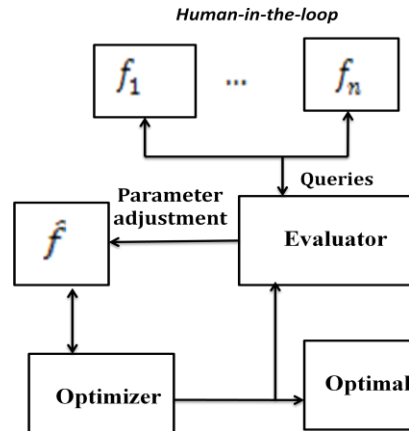 Human-in-the-loop
f₁ ... fₙ
Queries
Parameter
adjustment
f̂
Evaluator
Optimizer
Optimal